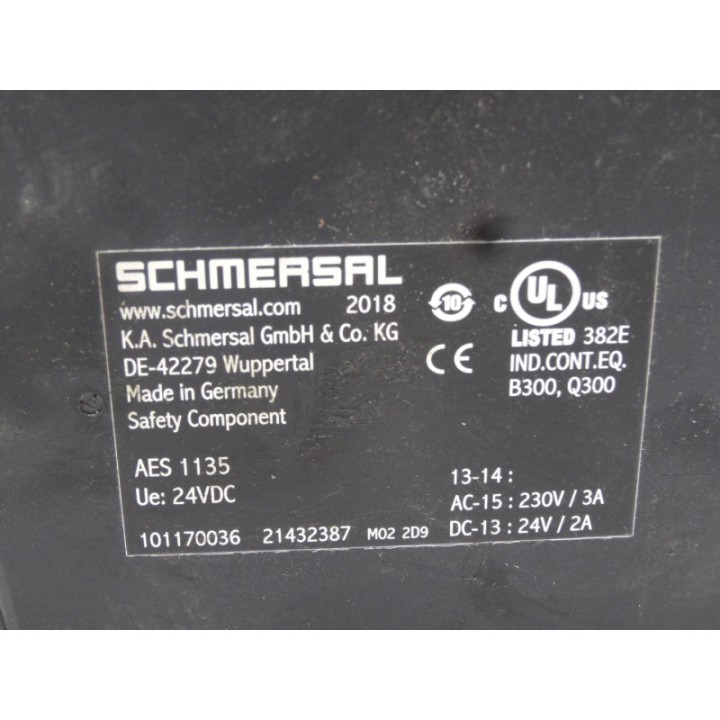 SCHMERSAL
www.schmersal.com 2018
K.A. Schmersal GmbH & Co. KG
DE-42279 Wuppertal
Made in Germany
Safety Component
10
C UL US
LISTED 382E
CE IND.CONT.EQ.
B300, Q300
AES 1135
Ue: 24VDC
101170036 21432387 M02 2D9
13-14 :
AC-15 : 230V / 3A
DC-13 : 24V / 2A